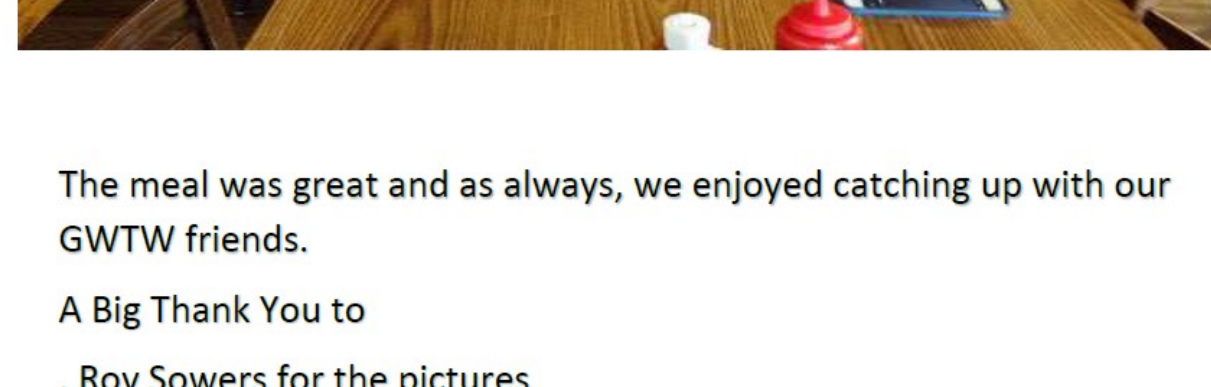 The meal was great and as always, we enjoyed catching up with our
GWTW friends.
A Big Thank You to
. Roy Sowers for the pictures